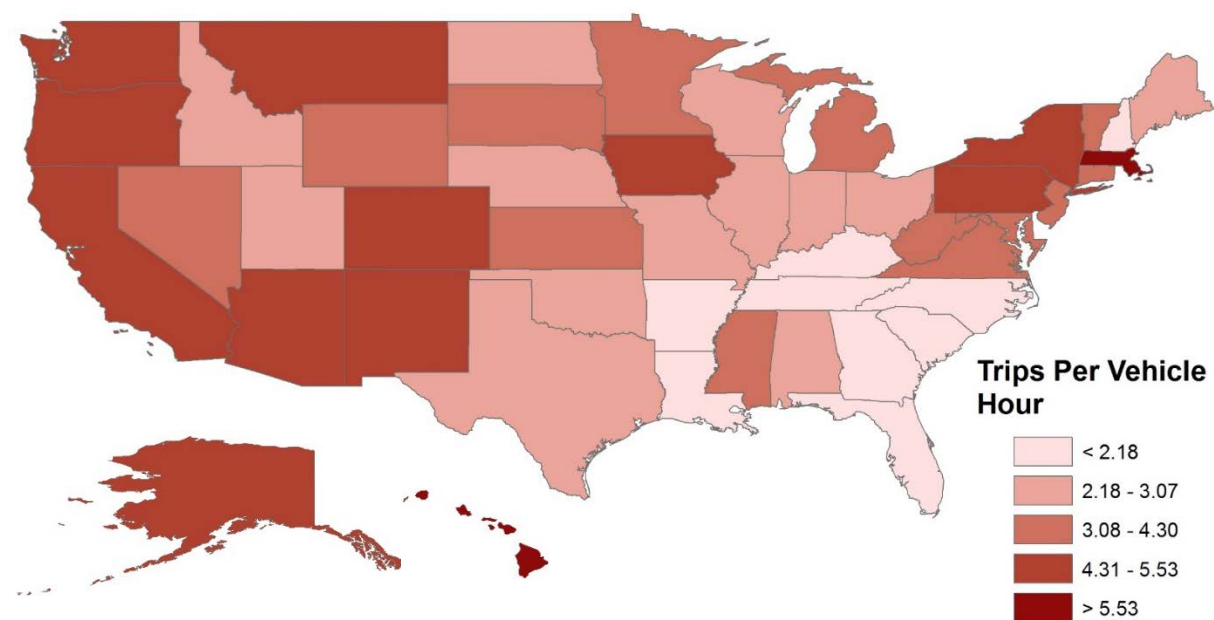 Trips Per Vehicle
Hour
< 2.18
2.18 - 3.07
3.08 - 4.30
4.31 - 5.53
> 5.53